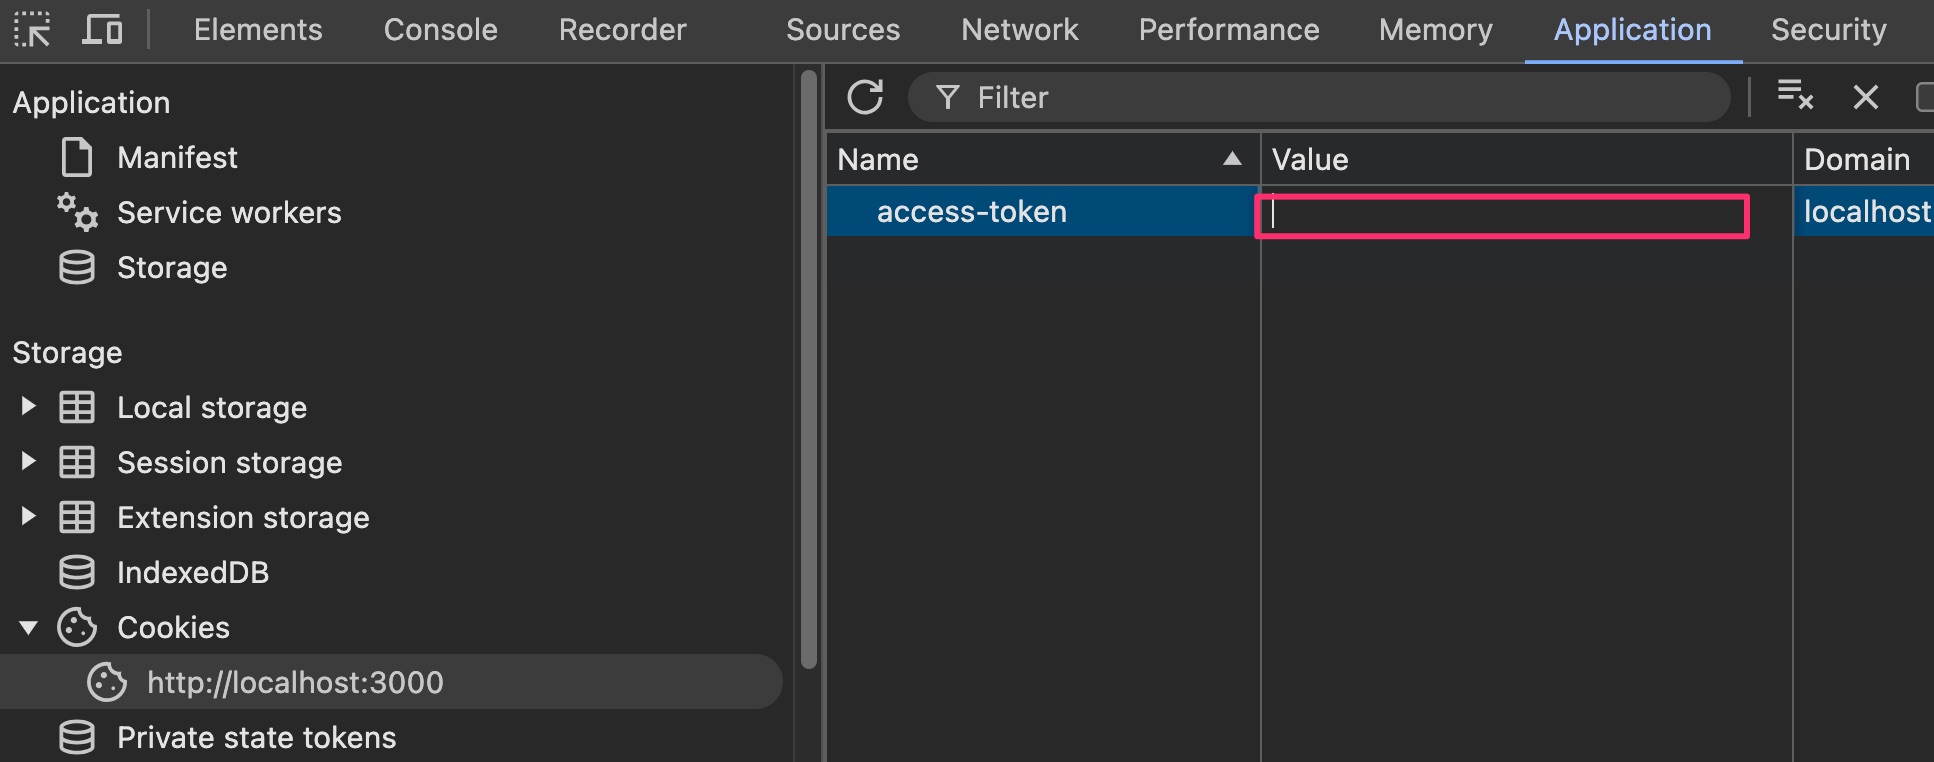 Elements Console Recorder Sources Network Performance Memory Application Security
Application
Manifest
Service workers
Storage
Storage
Local storage
Session storage
Extension storage
IndexedDB
Cookies
http://localhost:3000
Private state tokens
Filter
Name Value Domain
access-token localhost